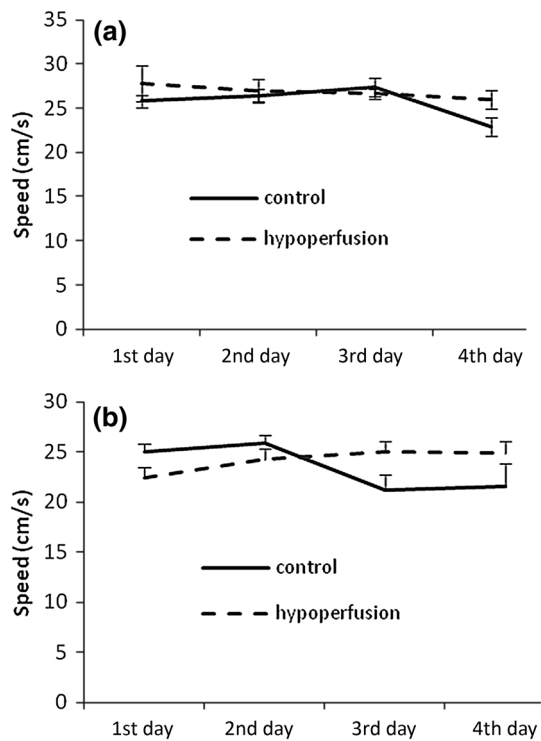 (a)
Speed (cm/s)
35
30
25
20
15
10
5
0
control
hypoperfusion
1st day 2nd day 3rd day 4th day
(b)
Speed (cm/s)
30
25
20
15
10
5
0
control
hypoperfusion
1st day 2nd day 3rd day 4th day